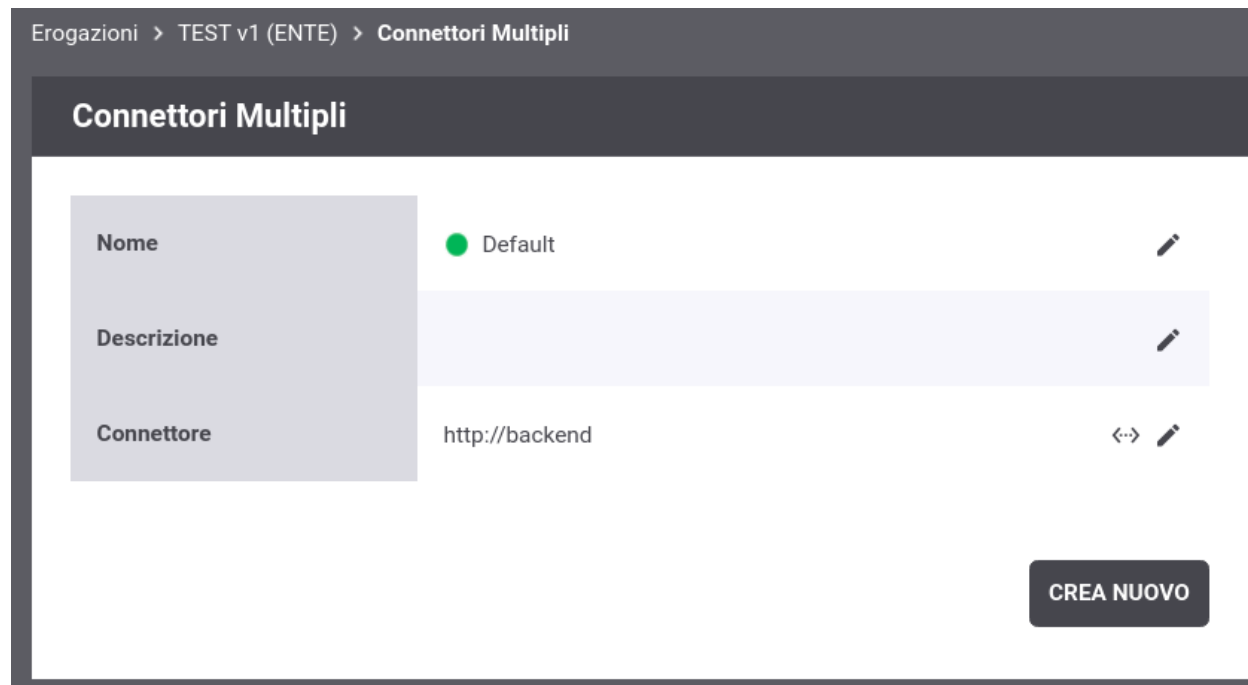 Erogazioni > TEST v1 (ENTE) > Connettori Multipli
Connettori Multipli
Nome Default
Descrizione
Connettore http://backend
CREA NUOVO